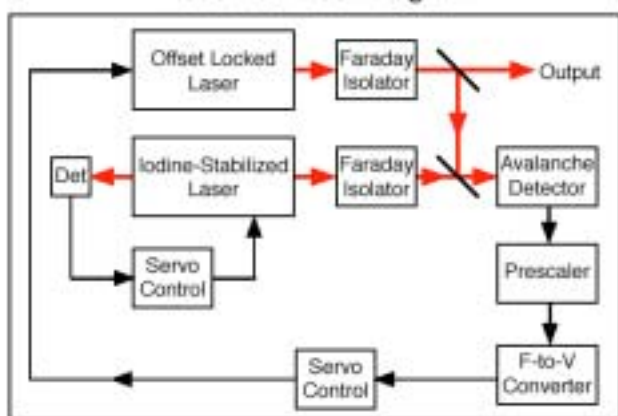 Offset Locked
Laser
Faraday
Isolator
Output
Det
Iodine-Stabilized
Laser
Faraday
Isolator
Avalanche
Detector
Servo
Control
Prescaler
Servo
Control
F-to-V
Converter